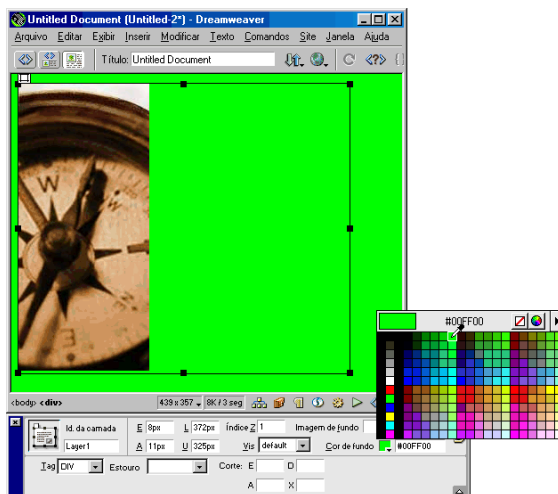 Untitled Document (Untitled-2*) - Dreamweaver
Arquivo Editar Exibir Inserir Modificar Texto Comandos Site Janela Ajuda
Título: Untitled Document
W
#00FF00
<body> <div> 439 x 357 8K / 3 seg
Id. da camada E 8px L 372px Índice Z 1 Imagem de fundo
Layer1 A 11px U 325px Vis default Cor de fundo #00FF00
Tag DIV Estouro Corte: E D
A X